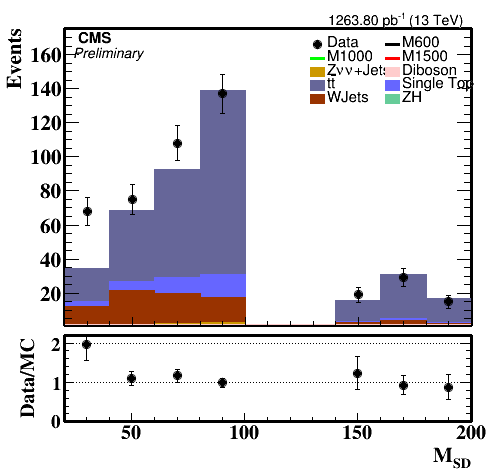 1263.80 pb⁻¹ (13 TeV)
CMS
Preliminary
Data
M600
M1000
M1500
Zνν+Jets
Diboson
tt
Single Top
WJets
ZH
Events
160
140
120
100
80
60
40
20
Data/MC
2
1
0
50
100
150
200
M_SD